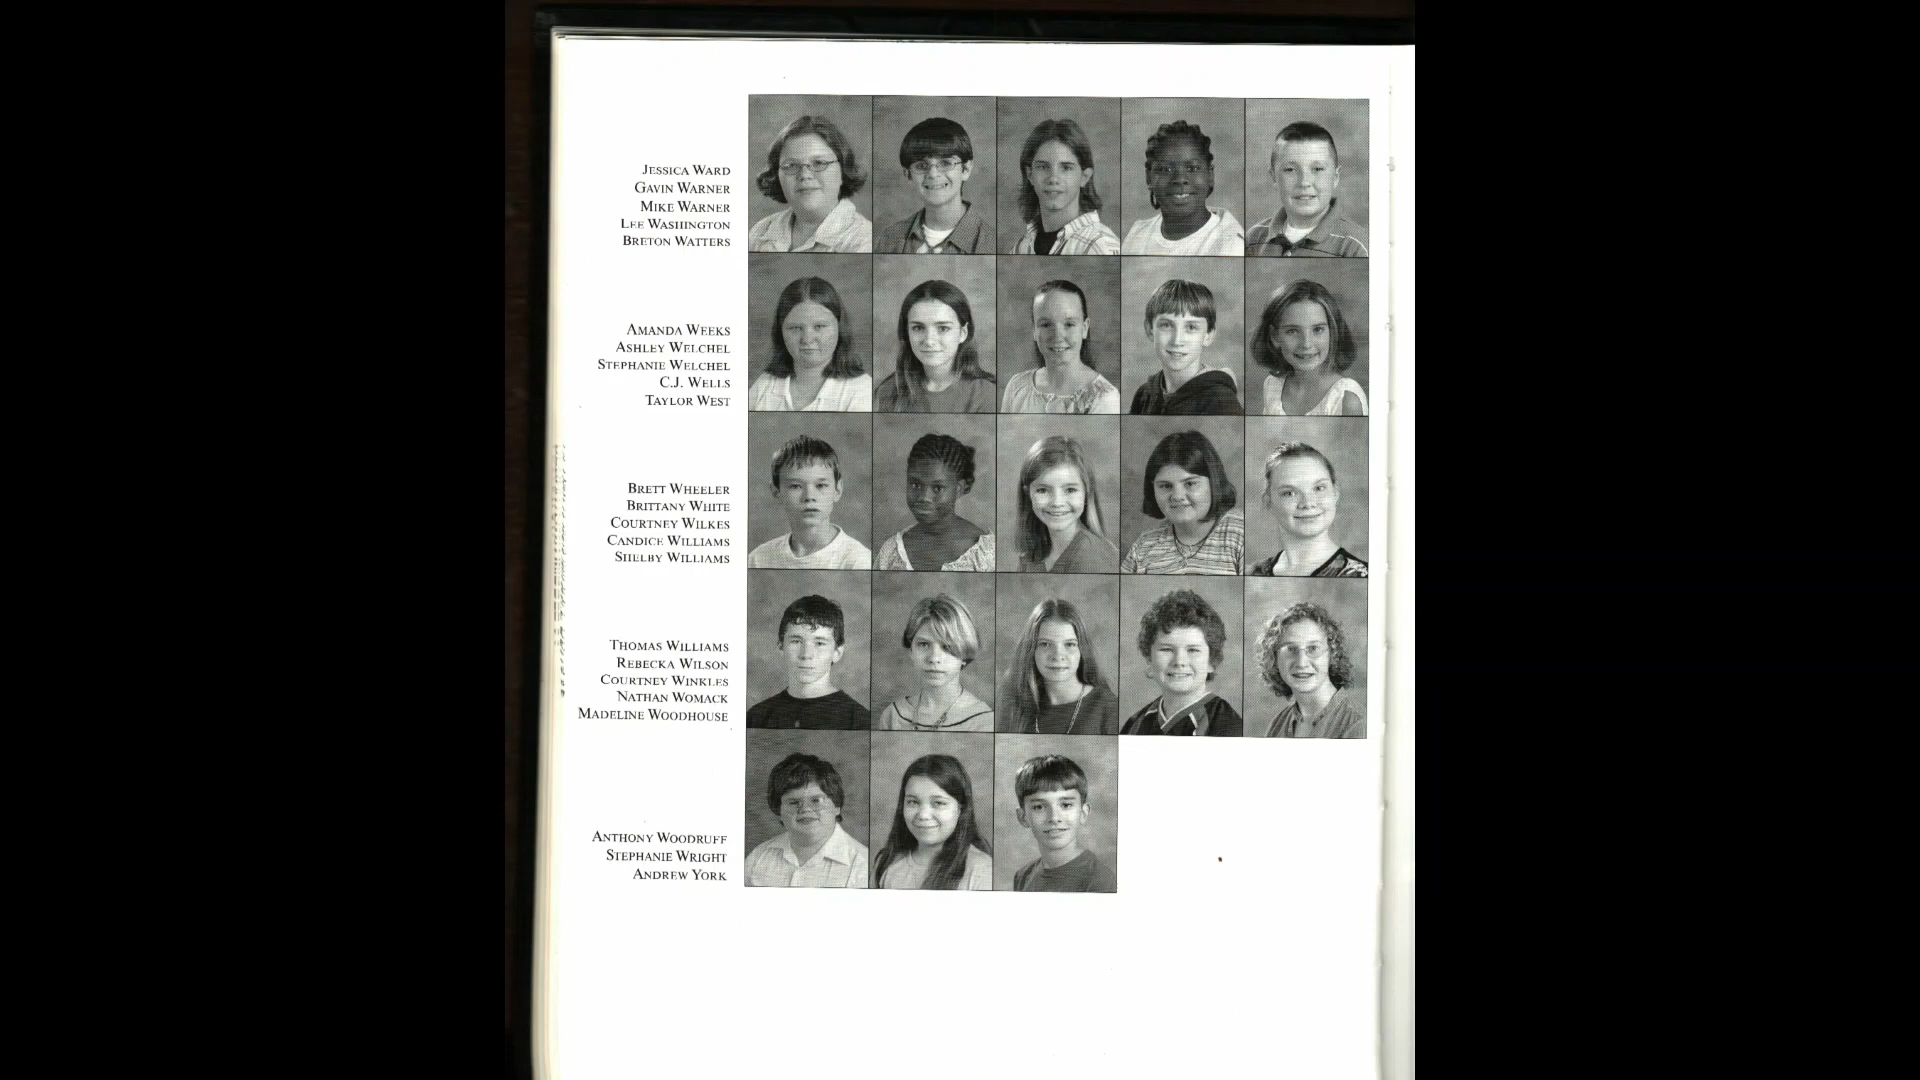 JESSICA WARD
GAVIN WARNER
MIKE WARNER
LEE WASHINGTON
BRETON WATTERS
AMANDA WEEKS
ASHLEY WELCHEL
STEPHANIE WELCHEL
C.J. WELLS
TAYLOR WEST
BRETT WHEELER
BRITTANY WHITE
COURTNEY WILKES
CANDICE WILLIAMS
SHELBY WILLIAMS
THOMAS WILLIAMS
REBECKA WILSON
COURTNEY WINKLES
NATHAN WOMACK
MADELINE WOODHOUSE
ANTHONY WOODRUFF
STEPHANIE WRIGHT
ANDREW YORK